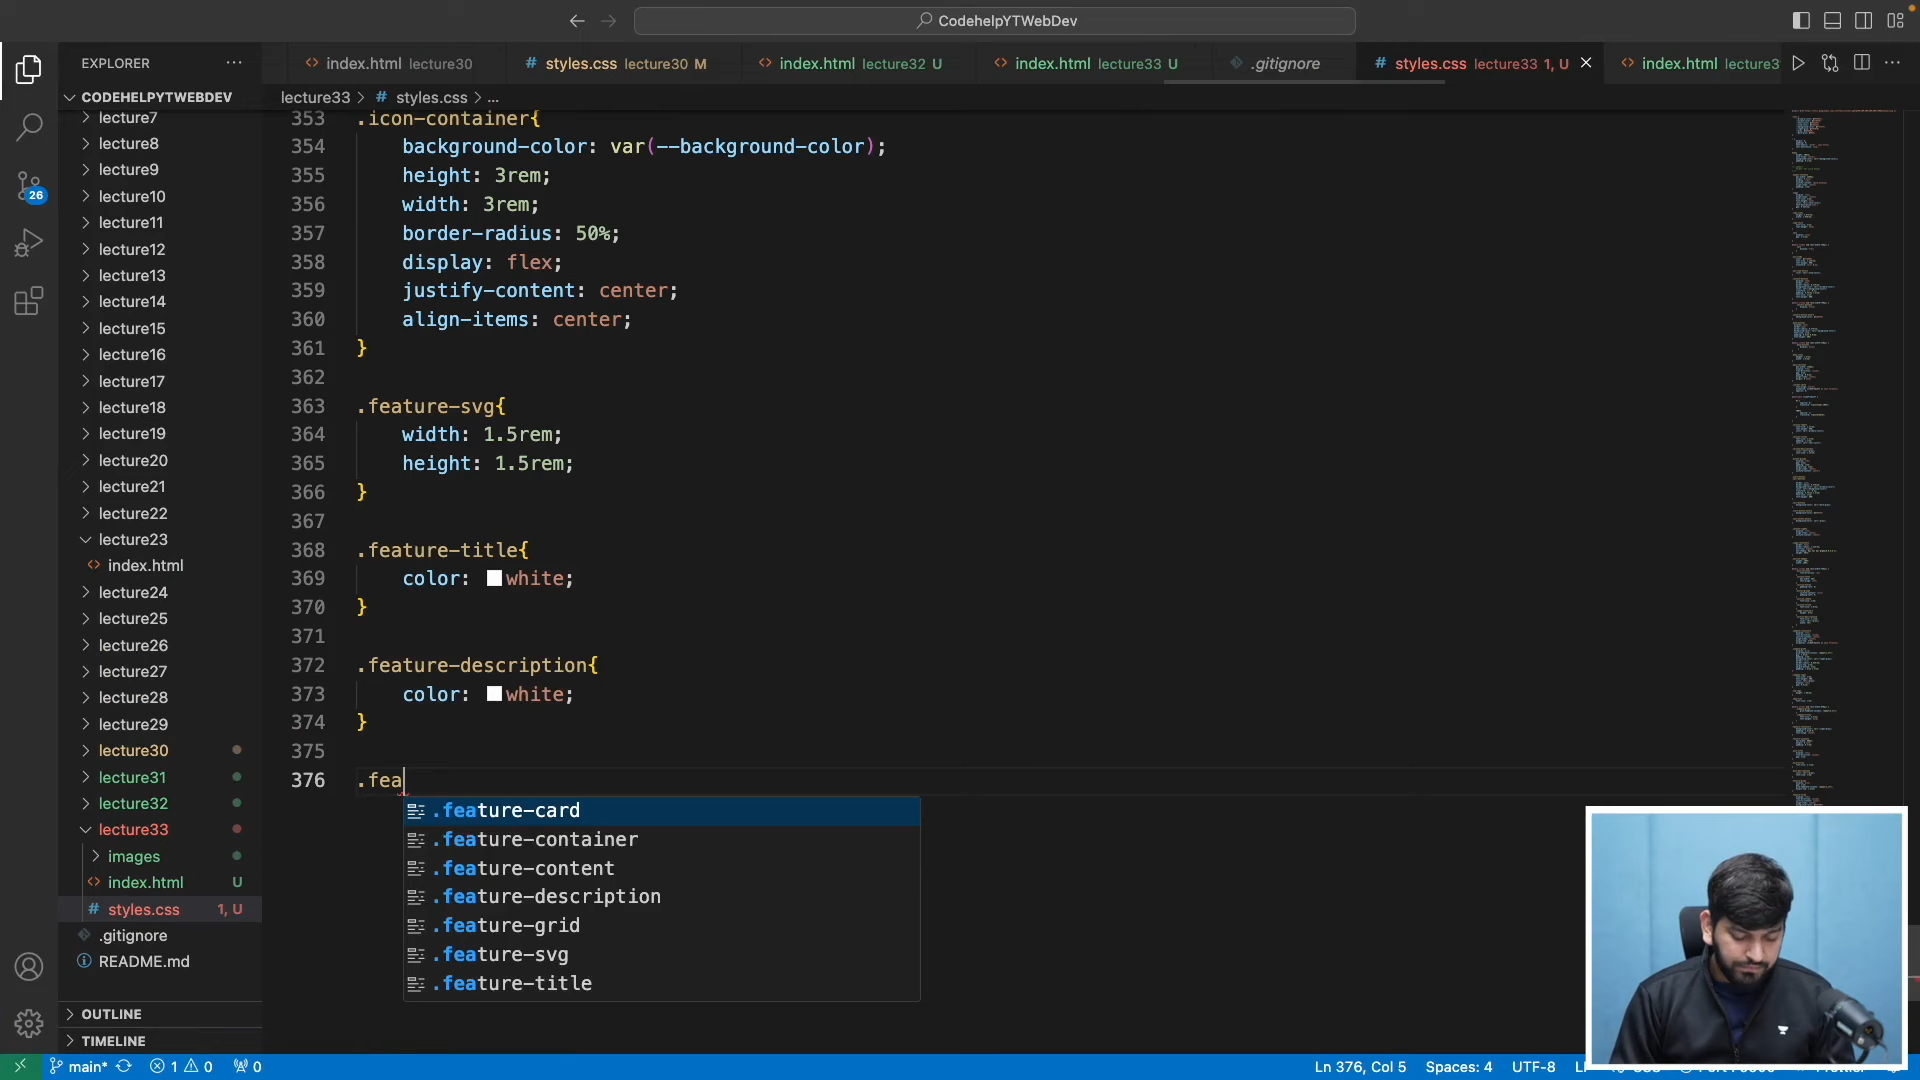 CodehelpYTWebDev
EXPLORER
index.html lecture30
# styles.css lecture30 M
index.html lecture32 U
index.html lecture33 U
.gitignore
# styles.css lecture33 1, U
index.html lecture3
CODEHELPYTWEBDEV
lecture33 > # styles.css > ...
lecture7
lecture8
lecture9
lecture10
lecture11
lecture12
lecture13
lecture14
lecture15
lecture16
lecture17
lecture18
lecture19
lecture20
lecture21
lecture22
lecture23
index.html
lecture24
lecture25
lecture26
lecture27
lecture28
lecture29
lecture30
lecture31
lecture32
lecture33
images
index.html U
# styles.css 1, U
.gitignore
README.md
OUTLINE
TIMELINE
26
353 .icon-container{
354 background-color: var(--background-color);
355 height: 3rem;
356 width: 3rem;
357 border-radius: 50%;
358 display: flex;
359 justify-content: center;
360 align-items: center;
361 }
362
363 .feature-svg{
364 width: 1.5rem;
365 height: 1.5rem;
366 }
367
368 .feature-title{
369 color: white;
370 }
371
372 .feature-description{
373 color: white;
374 }
375
376 .fea
.feature-card
.feature-container
.feature-content
.feature-description
.feature-grid
.feature-svg
.feature-title
main* 1 0 0
Ln 376, Col 5 Spaces: 4 UTF-8